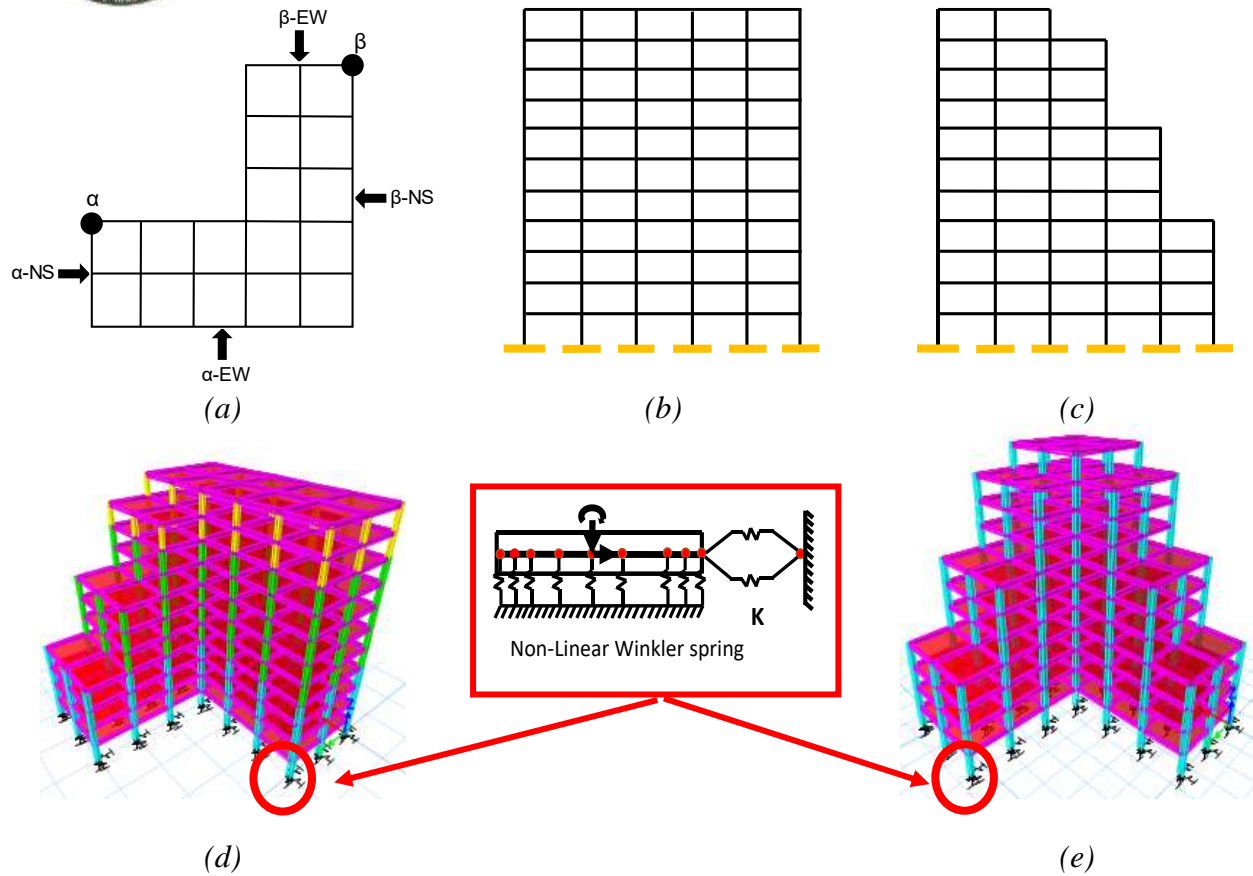 β-EW
β
α
β-NS
α-NS
α-EW
(a)
(b)
(c)
K
Non-Linear Winkler spring
(d)
(e)